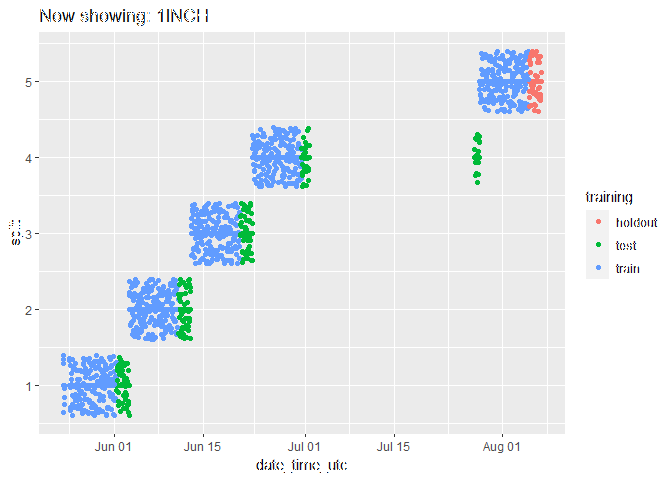 Now showing: 1INCH
split
5
4
3
2
1
Jun 01 Jun 15 Jul 01 Jul 15 Aug 01
date_time_utc
training
holdout
test
train